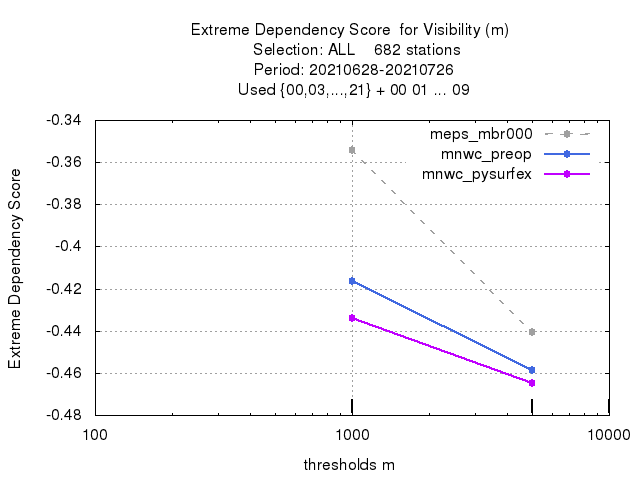 Extreme Dependency Score  for Visibility (m)
Selection: ALL    682 stations
Period: 20210628-20210726
Used {00,03,...,21} + 00 01 ... 09
meps_mbr000
mnwc_preop
mnwc_pysurfex
Extreme Dependency Score
-0.34
-0.36
-0.38
-0.4
-0.42
-0.44
-0.46
-0.48
100 1000 10000
thresholds m